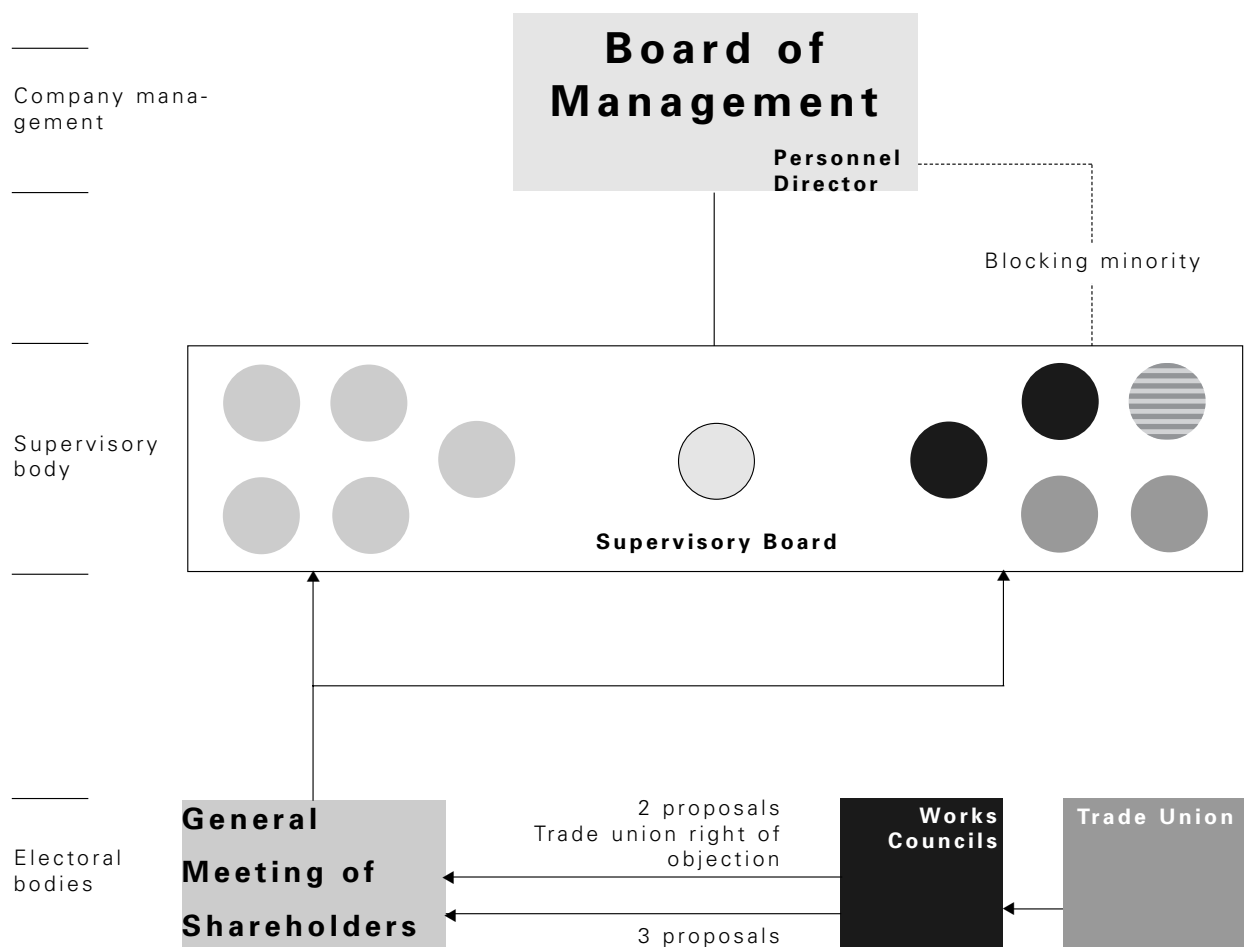 Board of
Management
Company mana-
gement
Personnel
Director
Blocking minority
Supervisory
body
Supervisory Board
General
Meeting of
Shareholders
2 proposals
Trade union right of
objection
Works
Councils
Trade Union
Electoral
bodies
3 proposals